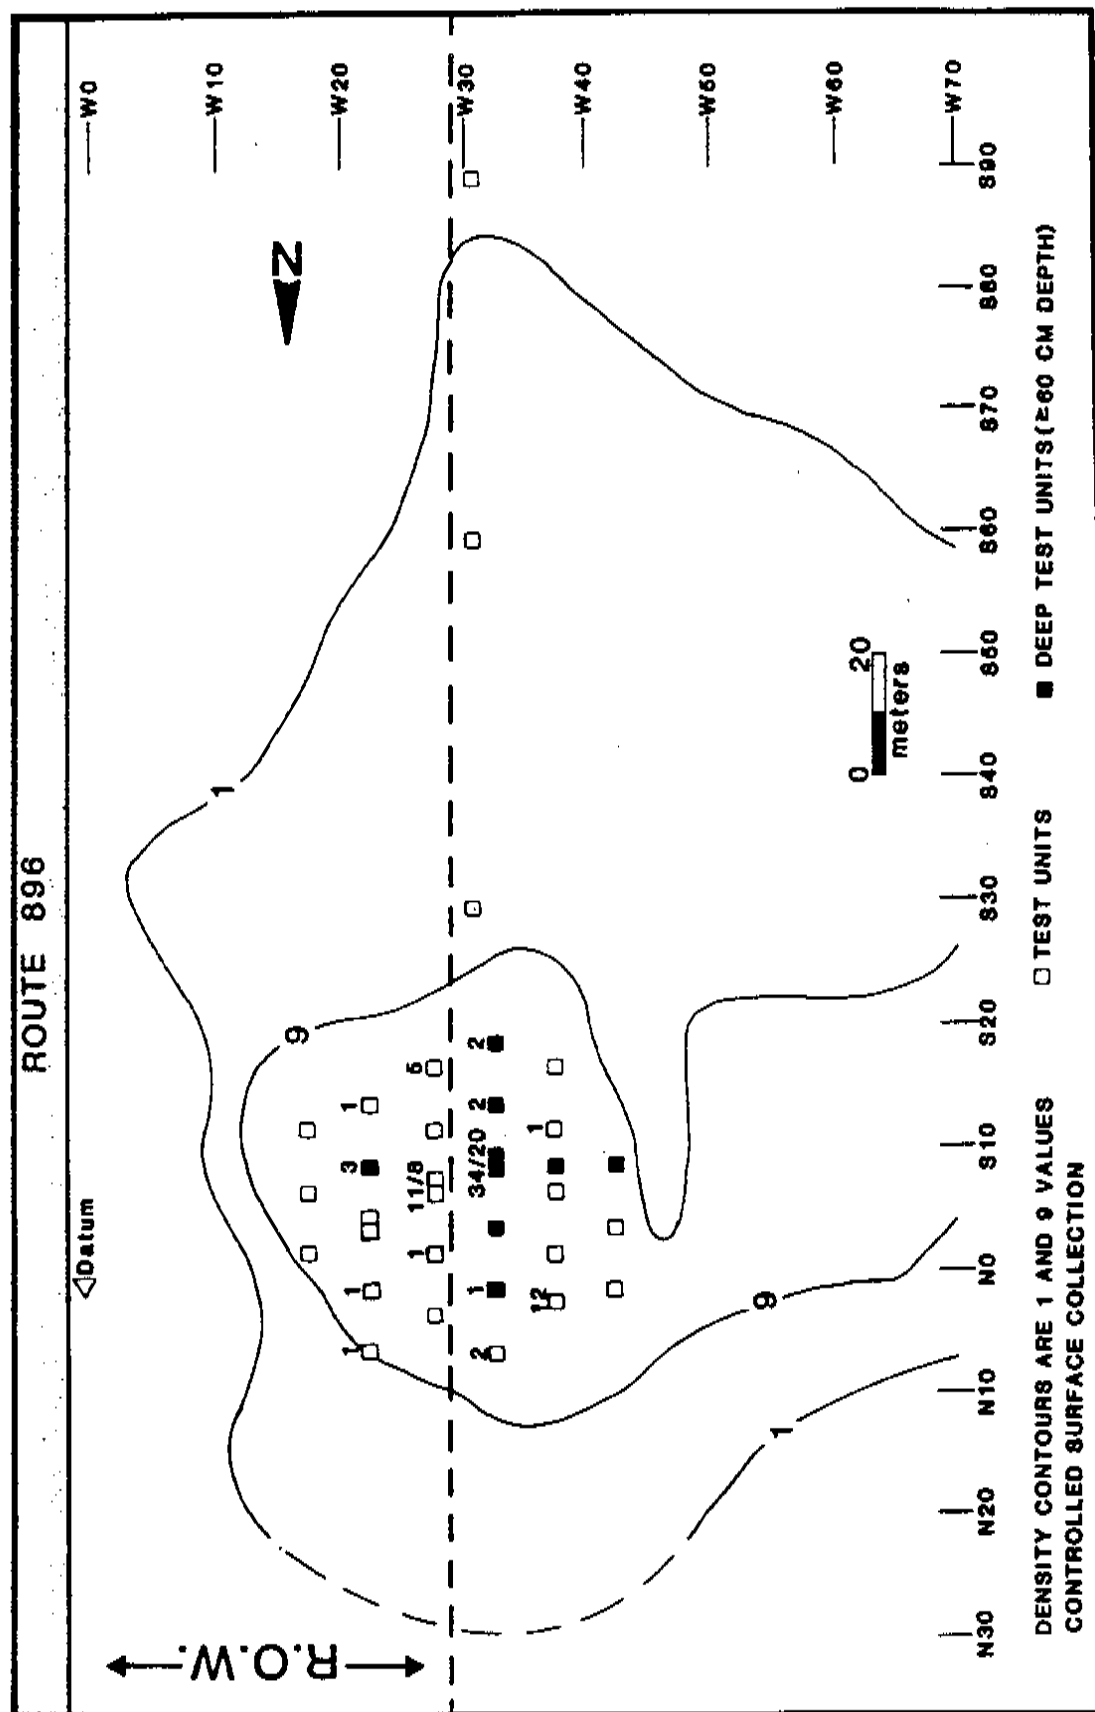 ROUTE 896
Datum
W0
W10
W20
W30
W40
W50
W60
W70
N
R.O.W.
1
9
1
3
1
1
5
11/8
1
2
2
34/20
1
2
1
12
9
1
0 20
meters
N30 N20 N10 N0 S10 S20 S30 S40 S50 S60 S70 S80 S90
DENSITY CONTOURS ARE 1 AND 9 VALUES
CONTROLLED SURFACE COLLECTION
TEST UNITS
DEEP TEST UNITS (≥60 CM DEPTH)